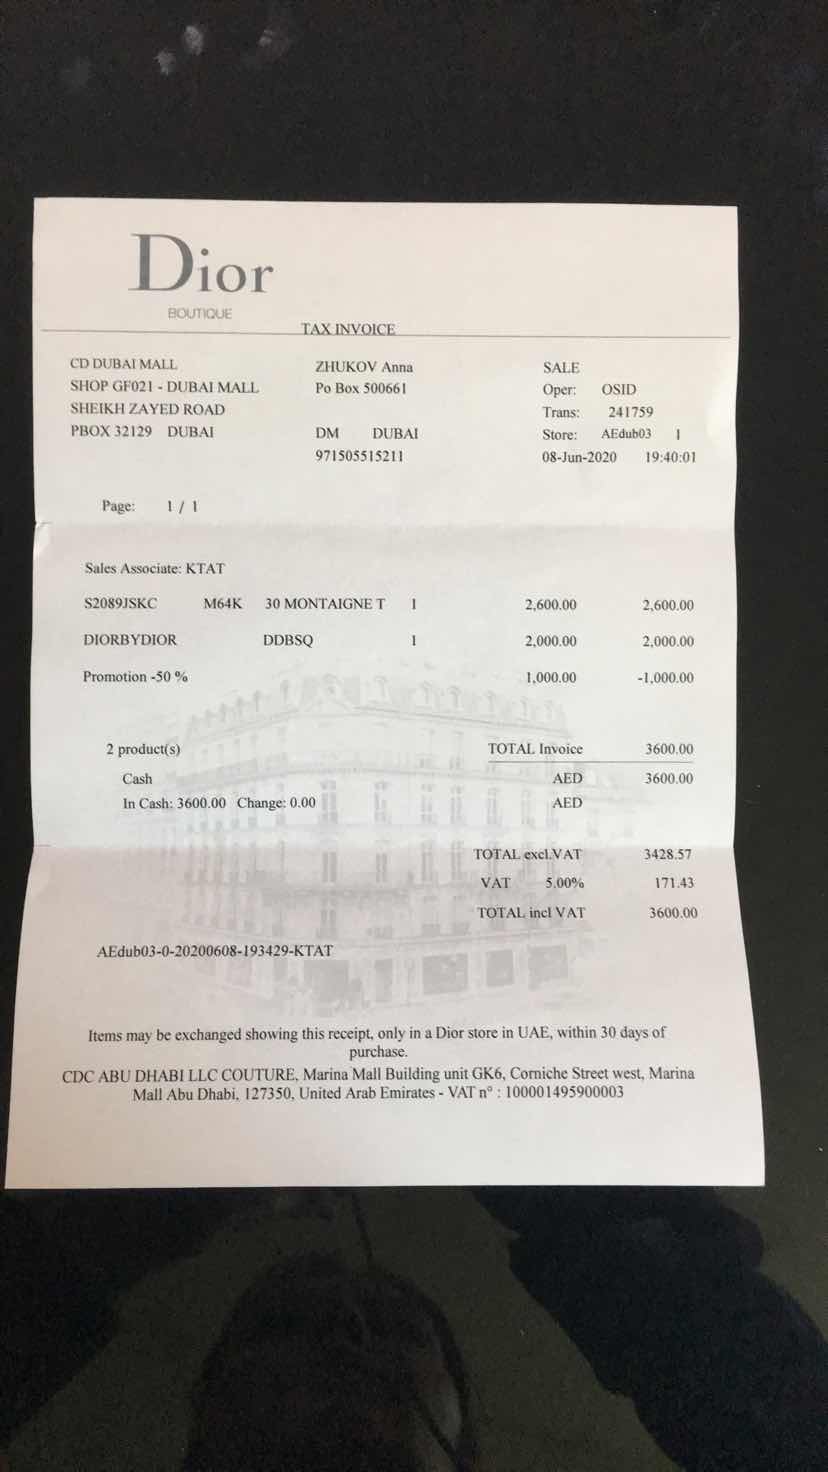 Dior
BOUTIQUE
TAX INVOICE
CD DUBAI MALL ZHUKOV Anna SALE
SHOP GF021 - DUBAI MALL Po Box 500661 Oper: OSID
SHEIKH ZAYED ROAD Trans: 241759
PBOX 32129 DUBAI DM DUBAI Store: AEdub03 1
971505515211 08-Jun-2020 19:40:01
Page: 1 / 1
Sales Associate: KTAT
S2089JSKC M64K 30 MONTAIGNE T 1 2,600.00 2,600.00
DIORBYDIOR DDBSQ 1 2,000.00 2,000.00
Promotion -50 % 1,000.00 -1,000.00
2 product(s) TOTAL Invoice 3600.00
Cash AED 3600.00
In Cash: 3600.00 Change: 0.00 AED
TOTAL excl.VAT 3428.57
VAT 5.00% 171.43
TOTAL incl VAT 3600.00
AEdub03-0-20200608-193429-KTAT
Items may be exchanged showing this receipt, only in a Dior store in UAE, within 30 days of
purchase.
CDC ABU DHABI LLC COUTURE, Marina Mall Building unit GK6, Corniche Street west, Marina
Mall Abu Dhabi, 127350, United Arab Emirates - VAT n° : 100001495900003